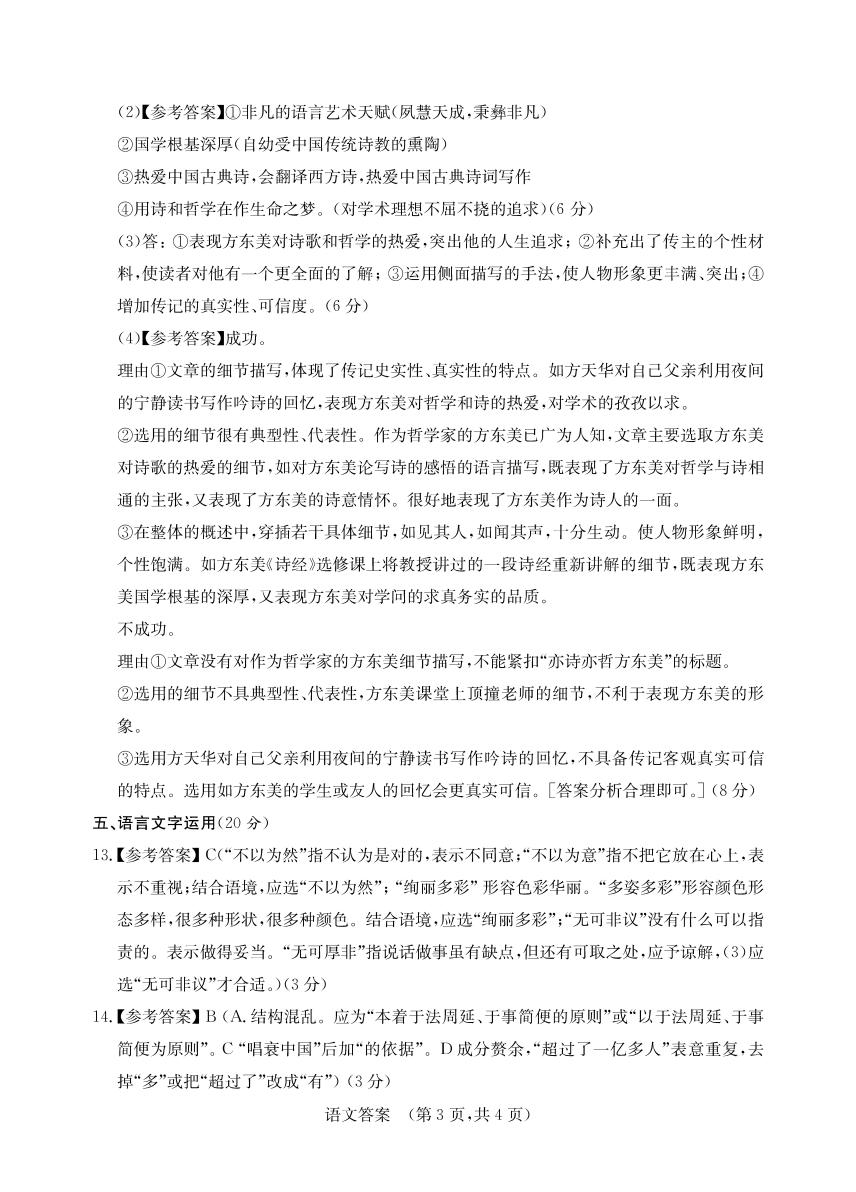 (2)【参考答案】①非凡的语言艺术天赋(夙慧天成,秉彝非凡)
②国学根基深厚(自幼受中国传统诗教的熏陶)
③热爱中国古典诗,会翻译西方诗,热爱中国古典诗词写作
④用诗和哲学在作生命之梦。(对学术理想不屈不挠的追求)(6 分)
(3)答: ①表现方东美对诗歌和哲学的热爱,突出他的人生追求; ②补充出了传主的个性材
料,使读者对他有一个更全面的了解; ③运用侧面描写的手法,使人物形象更丰满、突出;④
增加传记的真实性、可信度。(6 分)
(4)【参考答案】成功。
理由①文章的细节描写,体现了传记史实性、真实性的特点。如方天华对自己父亲利用夜间
的宁静读书写作吟诗的回忆,表现方东美对哲学和诗的热爱,对学术的孜孜以求。
②选用的细节很有典型性、代表性。作为哲学家的方东美已广为人知,文章主要选取方东美
对诗歌的热爱的细节,如对方东美论写诗的感悟的语言描写,既表现了方东美对哲学与诗相
通的主张,又表现了方东美的诗意情怀。很好地表现了方东美作为诗人的一面。
③在整体的概述中,穿插若干具体细节,如见其人,如闻其声,十分生动。使人物形象鲜明,
个性饱满。如方东美《诗经》选修课上将教授讲过的一段诗经重新讲解的细节,既表现方东
美国学根基的深厚,又表现方东美对学问的求真务实的品质。
不成功。
理由①文章没有对作为哲学家的方东美细节描写,不能紧扣“亦诗亦哲方东美”的标题。
②选用的细节不具典型性、代表性,方东美课堂上顶撞老师的细节,不利于表现方东美的形
象。
③选用方天华对自己父亲利用夜间的宁静读书写作吟诗的回忆,不具备传记客观真实可信
的特点。选用如方东美的学生或友人的回忆会更真实可信。[答案分析合理即可。](8 分)
五、语言文字运用(20 分)
13.【参考答案】C(“不以为然”指不认为是对的,表示不同意;“不以为意”指不把它放在心上,表
示不重视;结合语境,应选“不以为然”; “绚丽多彩” 形容色彩华丽。“多姿多彩”形容颜色形
态多样,很多种形状,很多种颜色。结合语境,应选“绚丽多彩”;“无可非议”没有什么可以指
责的。表示做得妥当。“无可厚非”指说话做事虽有缺点,但还有可取之处,应予谅解,(3)应
选“无可非议”才合适。)(3 分)
14.【参考答案】B (A. 结构混乱。应为“本着于法周延、于事简便的原则”或“以于法周延、于事
简便为原则”。C “唱衰中国”后加“的依据”。D 成分赘余,“超过了一亿多人”表意重复,去
掉“多”或把“超过了”改成“有”) (3 分)
语文答案 (第 3 页,共 4 页)